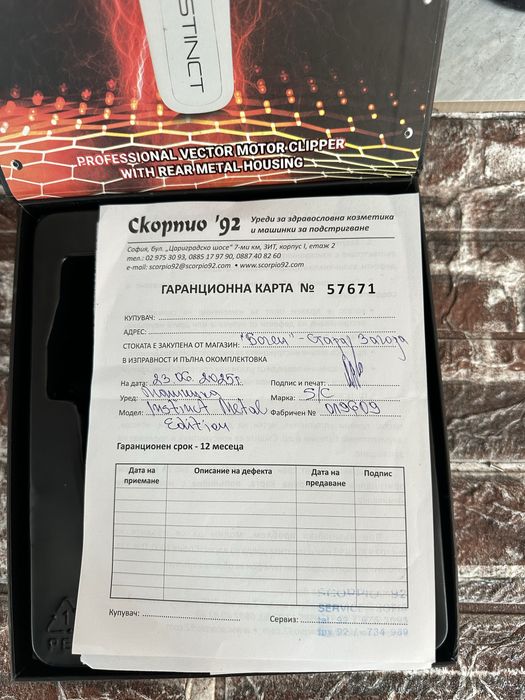 STINCT
PROFESSIONAL VECTOR MOTOR CLIPPER
WITH REAR METAL HOUSING
Скорпио '92 Уреди за здравословна козметика
и машинки за подстригване
София, бул. „Цариградско шосе" 7-ми км, ЗИТ, корпус I, етаж 2
тел.: 02 975 30 93, 0885 17 97 90, 0887 40 82 60
e-mail: scorpio92@scorpio92.com • www.scorpio92.com
ГАРАНЦИОННА КАРТА № 57671
КУПУВАЧ:
АДРЕС:
СТОКАТА Е ЗАКУПЕНА ОТ МАГАЗИН: "Боген" - Стара Загора
В ИЗПРАВНОСТ И ПЪЛНА ОКОМПЛЕКТОВКА
На дата: 23.06.2025г. Подпис и печат:
Уред: Машинка Марка: S/C
Модел: Instinct Metal Фабричен № 019609
Edition
Гаранционен срок - 12 месеца
Дата на приемане Описание на дефекта Дата на предаване Подпис
SCORPIO 92
SERVICE
Купувач: Сервиз: